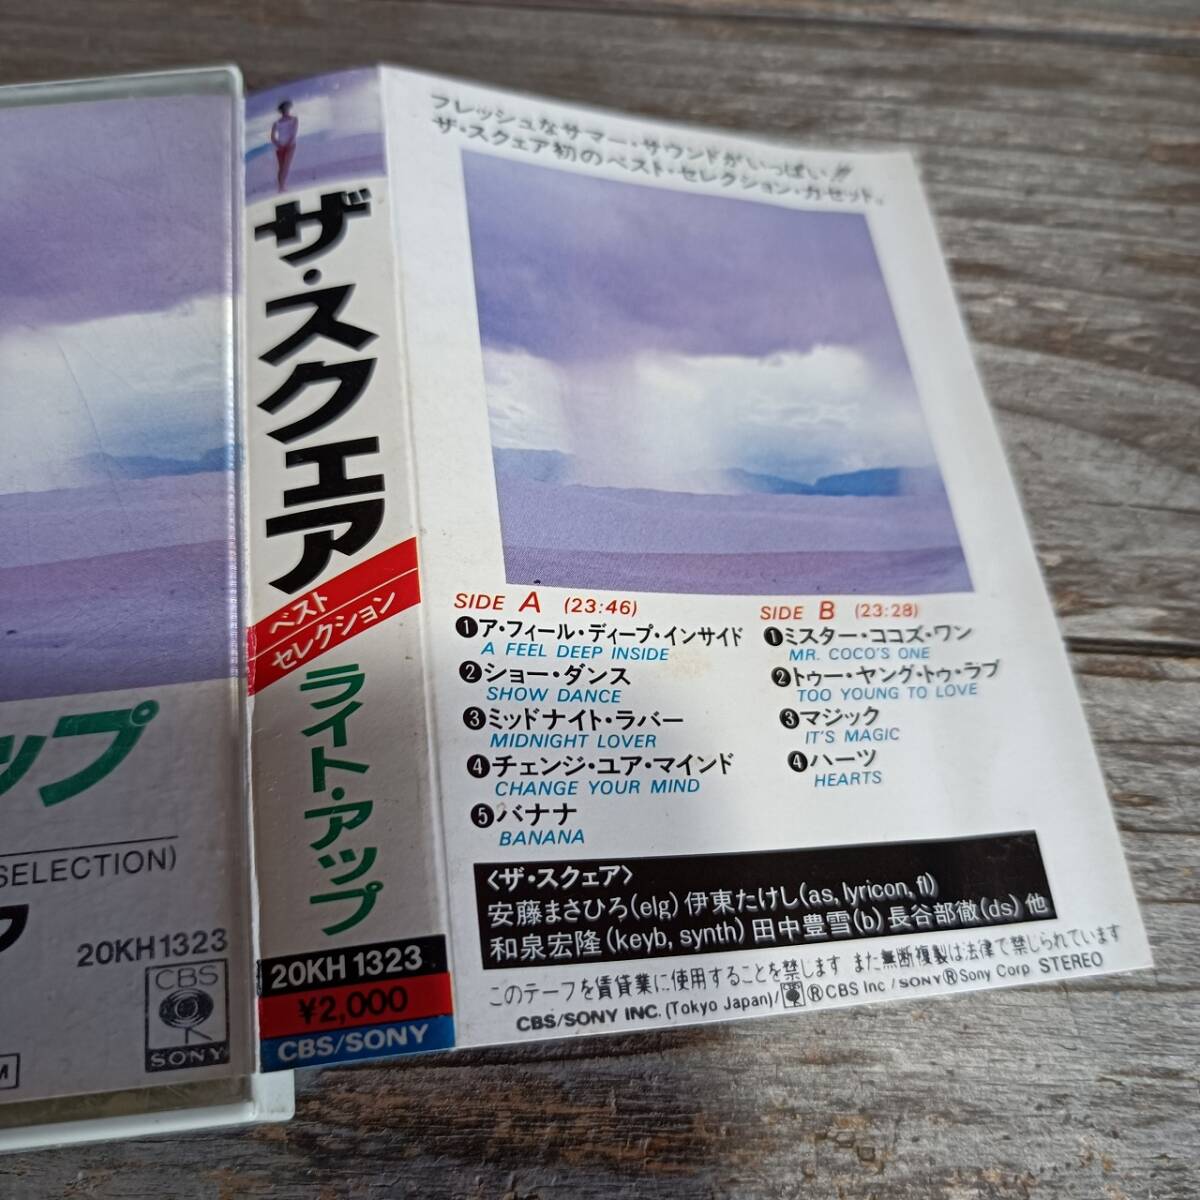 ップ
SELECTION)
ア
20KH1323
CBS
SONY
M
ザ・スクェア
ベスト
セレクション
ライト・アップ
20KH 1323
¥2,000
CBS/SONY
フレッシュなサマー・サウンドがいっぱい!!
ザ・スクェア初のベスト・セレクション・カセット。
SIDE A (23:46)
❶ア・フィール・ディープ・インサイド
A FEEL DEEP INSIDE
❷ショー・ダンス
SHOW DANCE
❸ミッドナイト・ラバー
MIDNIGHT LOVER
❹チェンジ・ユア・マインド
CHANGE YOUR MIND
❺バナナ
BANANA
SIDE B (23:28)
❶ミスター・ココズ・ワン
MR. COCO'S ONE
❷トゥー・ヤング・トゥ・ラブ
TOO YOUNG TO LOVE
❸マジック
IT'S MAGIC
❹ハーツ
HEARTS
〈ザ・スクェア〉
安藤まさひろ(elg) 伊東たけし(as, lyricon, fl)
和泉宏隆(keyb, synth) 田中豊雪(b) 長谷部徹(ds) 他
このテープを賃貸業に使用することを禁じます また無断複製は法律で禁じられています
CBS/SONY INC. (Tokyo Japan)/ ®CBS Inc / SONY®Sony Corp STEREO